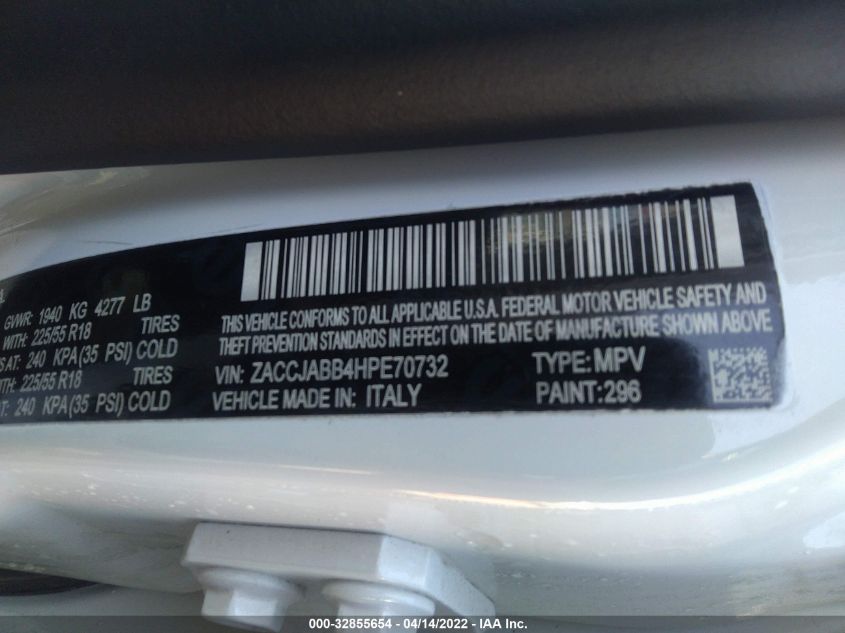 GVWR: 1940 KG 4277 LB
WITH: 225/55 R18 TIRES
AT: 240 KPA(35 PSI) COLD
WITH: 225/55 R18 TIRES
AT: 240 KPA(35 PSI) COLD
THIS VEHICLE CONFORMS TO ALL APPLICABLE U.S.A. FEDERAL MOTOR VEHICLE SAFETY AND
THEFT PREVENTION STANDARDS IN EFFECT ON THE DATE OF MANUFACTURE SHOWN ABOVE
VIN: ZACCJABB4HPE70732 TYPE: MPV
VEHICLE MADE IN: ITALY PAINT: 296
000-32855654 - 04/14/2022 - IAA Inc.